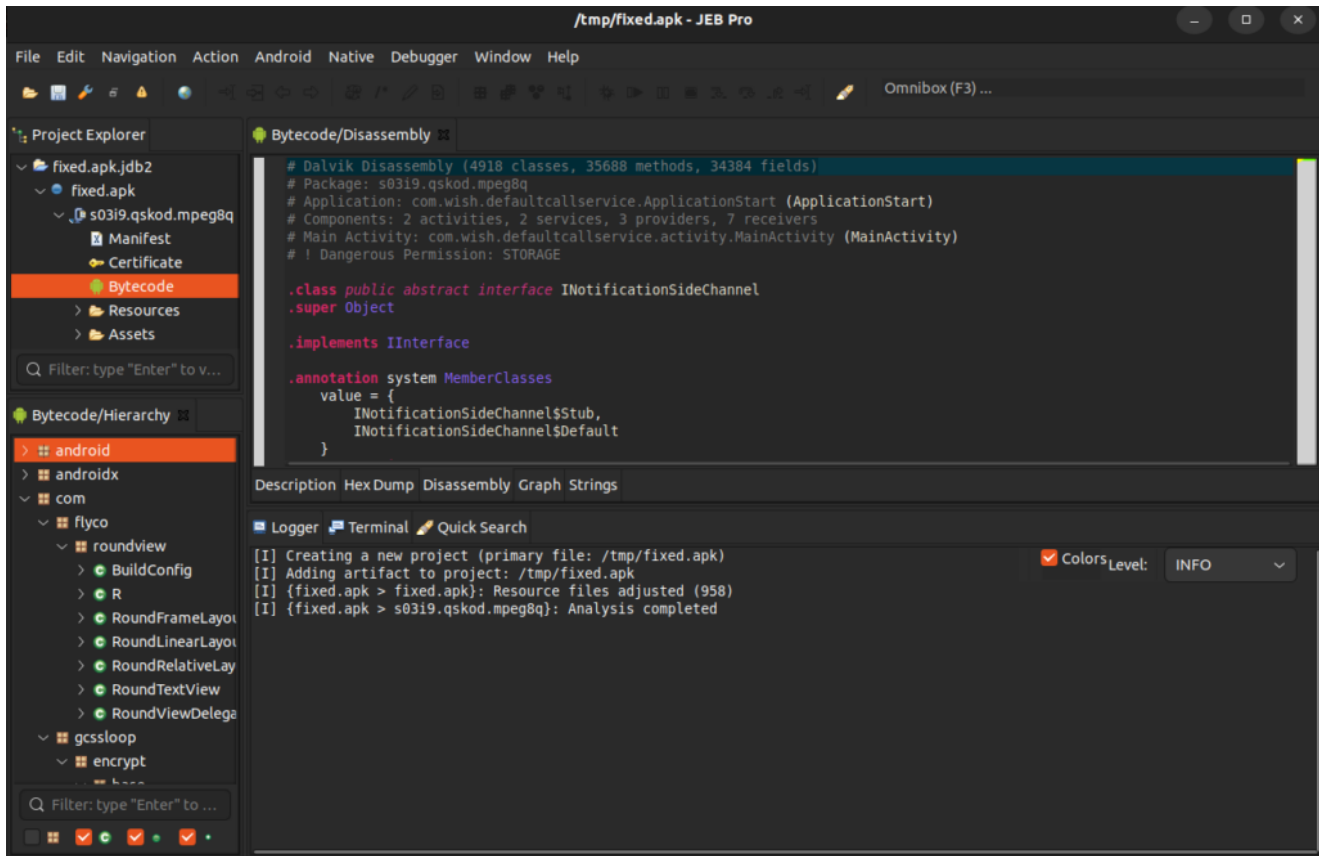 /tmp/fixed.apk - JEB Pro
File Edit Navigation Action Android Native Debugger Window Help
Omnibox (F3) ...
Project Explorer
fixed.apk.jdb2
fixed.apk
s03i9.qskod.mpeg8q
Manifest
Certificate
Bytecode
Resources
Assets
Filter: type "Enter" to v...
Bytecode/Hierarchy
android
androidx
com
flyco
roundview
BuildConfig
R
RoundFrameLayou
RoundLinearLayou
RoundRelativeLay
RoundTextView
RoundViewDelega
gcssloop
encrypt
Filter: type "Enter" to ...
Bytecode/Disassembly
# Dalvik Disassembly (4918 classes, 35688 methods, 34384 fields)
# Package: s03i9.qskod.mpeg8q
# Application: com.wish.defaultcallservice.ApplicationStart (ApplicationStart)
# Components: 2 activities, 2 services, 3 providers, 7 receivers
# Main Activity: com.wish.defaultcallservice.activity.MainActivity (MainActivity)
# ! Dangerous Permission: STORAGE
.class public abstract interface INotificationSideChannel
.super Object
.implements IInterface
.annotation system MemberClasses
value = {
INotificationSideChannel$Stub,
INotificationSideChannel$Default
}
Description Hex Dump Disassembly Graph Strings
Logger Terminal Quick Search
[I] Creating a new project (primary file: /tmp/fixed.apk)
[I] Adding artifact to project: /tmp/fixed.apk
[I] {fixed.apk > fixed.apk}: Resource files adjusted (958)
[I] {fixed.apk > s03i9.qskod.mpeg8q}: Analysis completed
Colors Level: INFO